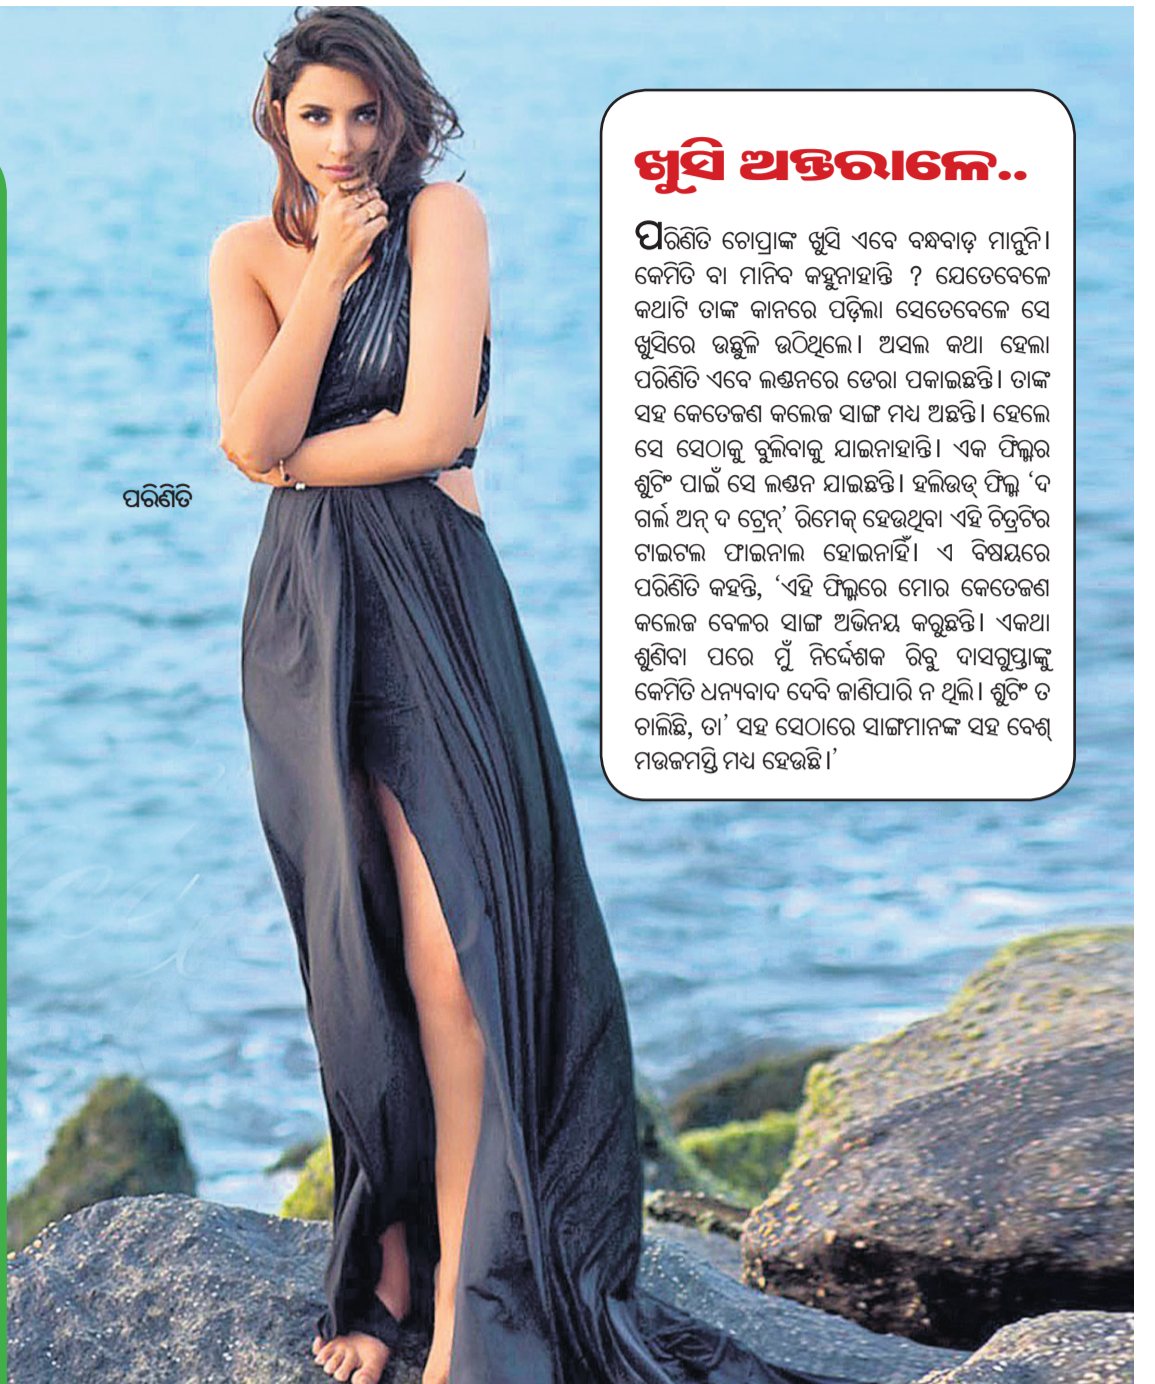 ଖୁସି ଅନ୍ତରାଳେ..
ପରିଣିତି ଚୋପ୍ରାଙ୍କ ଖୁସି ଏବେ ବନ୍ଧବାଡ଼ ମାନୁନି।
କେମିତି ବା ମାନିବ କହୁନାହାନ୍ତି ? ଯେତେବେଳେ
କଥାଟି ତାଙ୍କ କାନରେ ପଡ଼ିଲା ସେତେବେଳେ ସେ
ଖୁସିରେ ଉଛୁଳି ଉଠିଥିଲେ। ଅସଲ କଥା ହେଲା
ପରିଣିତି ଏବେ ଲଣ୍ଡନରେ ଡେରା ପକାଇଛନ୍ତି। ତାଙ୍କ
ସହ କେତେଜଣ କଲେଜ ସାଙ୍ଗ ମଧ୍ୟ ଅଛନ୍ତି। ହେଲେ
ସେ ସେଠାକୁ ବୁଲିବାକୁ ଯାଇନାହାନ୍ତି। ଏକ ଫିଲ୍ମର
ଶୁଟିଂ ପାଇଁ ସେ ଲଣ୍ଡନ ଯାଇଛନ୍ତି। ହଲିଉଡ୍ ଫିଲ୍ମ ‘ଦ
ଗର୍ଲ ଅନ୍ ଦ ଟ୍ରେନ୍’ ରିମେକ୍ ହେଉଥିବା ଏହି ଚିତ୍ରଟିର
ଟାଇଟଲ ଫାଇନାଲ ହୋଇନାହିଁ। ଏ ବିଷୟରେ
ପରିଣିତି କହନ୍ତି, ‘ଏହି ଫିଲ୍ମରେ ମୋର କେତେଜଣ
କଲେଜ ବେଳର ସାଙ୍ଗ ଅଭିନୟ କରୁଛନ୍ତି। ଏକଥା
ଶୁଣିବା ପରେ ମୁଁ ନିର୍ଦ୍ଦେଶକ ରିବୁ ଦାସଗୁପ୍ତାଙ୍କୁ
କେମିତି ଧନ୍ୟବାଦ ଦେବି ଜାଣିପାରି ନ ଥିଲି। ଶୁଟିଂ ତ
ଚାଲିଛି, ତା’ ସହ ସେଠାରେ ସାଙ୍ଗମାନଙ୍କ ସହ ବେଶ୍
ମଉଜମସ୍ତି ମଧ୍ୟ ହେଉଛି।’
ପରିଣିତି